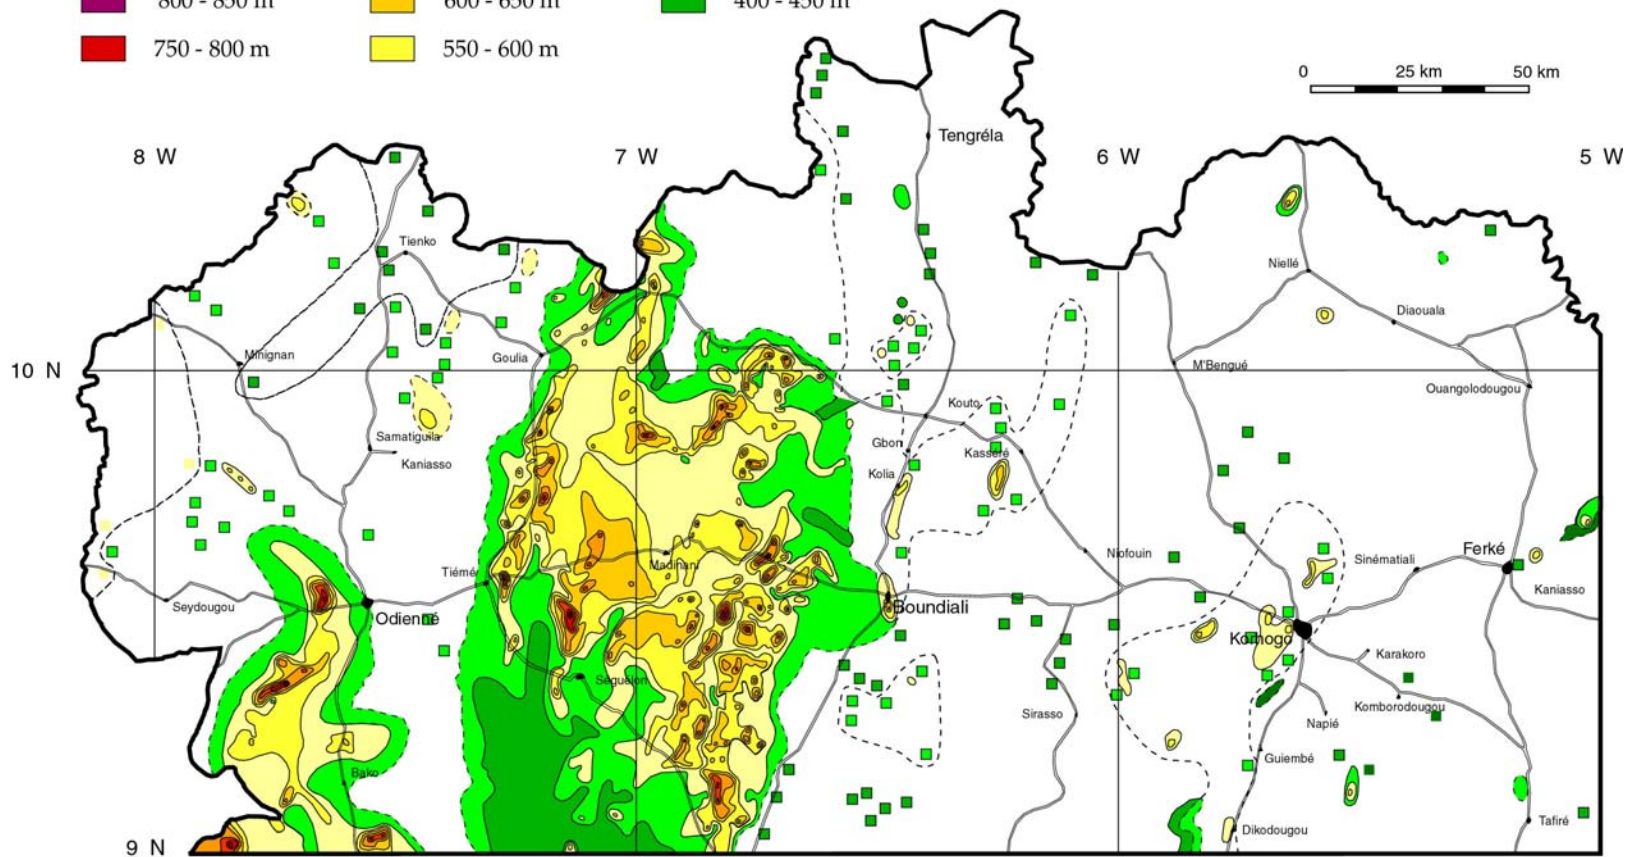 800 - 850 m
600 - 650 m
400 - 450 m
750 - 800 m
550 - 600 m
0 25 km 50 km
Tengréla
8 W
7 W
6 W
5 W
Tienko
Niellé
Diaouala
Minignan
Goulia
10 N
M'Bengué
Ouangolodougou
Kouto
Samatiguila
Gbon
Kasséré
Kaniasso
Kolia
Niofouin
Ferké
Madinani
Sinématiali
Tiémé
Kaniasso
Seydougou
Boundiali
Odienné
Korhogo
Karakoro
Séguélon
Komborodougou
Sirasso
Napié
Guiembé
Bako
Tafiré
Dikodougou
9 N